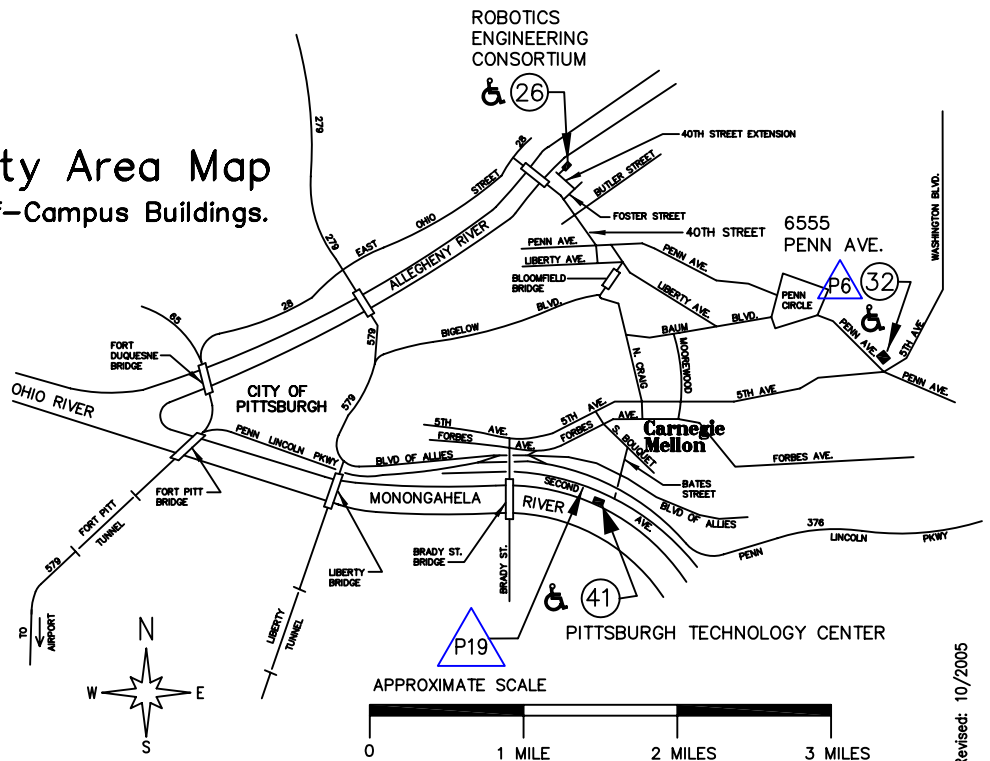 ROBOTICS
ENGINEERING
CONSORTIUM
26
ty Area Map
f-Campus Buildings.
279
279
28
STREET
OHIO
EAST
28
ALLEGHENY RIVER
40TH STREET EXTENSION
BUTLER STREET
FOSTER STREET
40TH STREET
6555
PENN AVE.
P6
32
WASHINGTON BLVD.
PENN AVE.
LIBERTY AVE.
BLOOMFIELD
BRIDGE
PENN AVE.
LIBERTY AVE.
PENN
CIRCLE
PENN AVE.
5TH AVE
PENN AVE.
BAUM
BLVD.
BIGELOW
BLVD.
N. CRAIG
MOOREWOOD
5TH AVE
65
FORT
DUQUESNE
BRIDGE
579
579
OHIO RIVER
CITY OF
PITTSBURGH
PENN LINCOLN PKWY
BLVD OF ALLIES
5TH AVE.
FORBES AVE.
5TH AVE.
FORBES AVE.
Carnegie
Mellon
S. BOUQUET
FORBES AVE.
BATES
STREET
FORT PITT
BRIDGE
FORT PITT
TUNNEL
579
TO
AIRPORT
MONONGAHELA
RIVER
SECOND
AVE.
BLVD OF ALLIES
376
PENN
LINCOLN
PKWY
LIBERTY
BRIDGE
BRADY ST.
BRIDGE
BRADY ST.
LIBERTY
TUNNEL
41
P19
PITTSBURGH TECHNOLOGY CENTER
N
W
E
S
APPROXIMATE SCALE
0
1 MILE
2 MILES
3 MILES
Revised: 10/2005